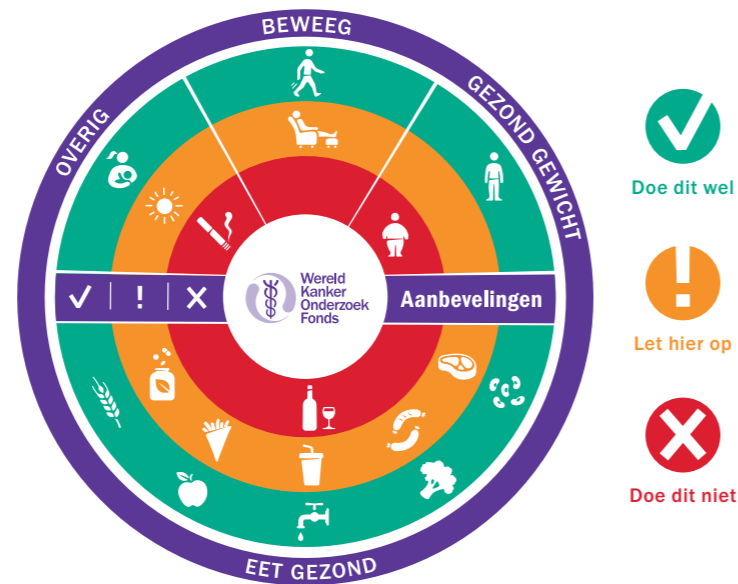 BEWEEG
OVERIG
GEZOND GEWICHT
Wereld
Kanker
Onderzoek
Fonds
Aanbevelingen
EET GEZOND
Doe dit wel
Let hier op
Doe dit niet